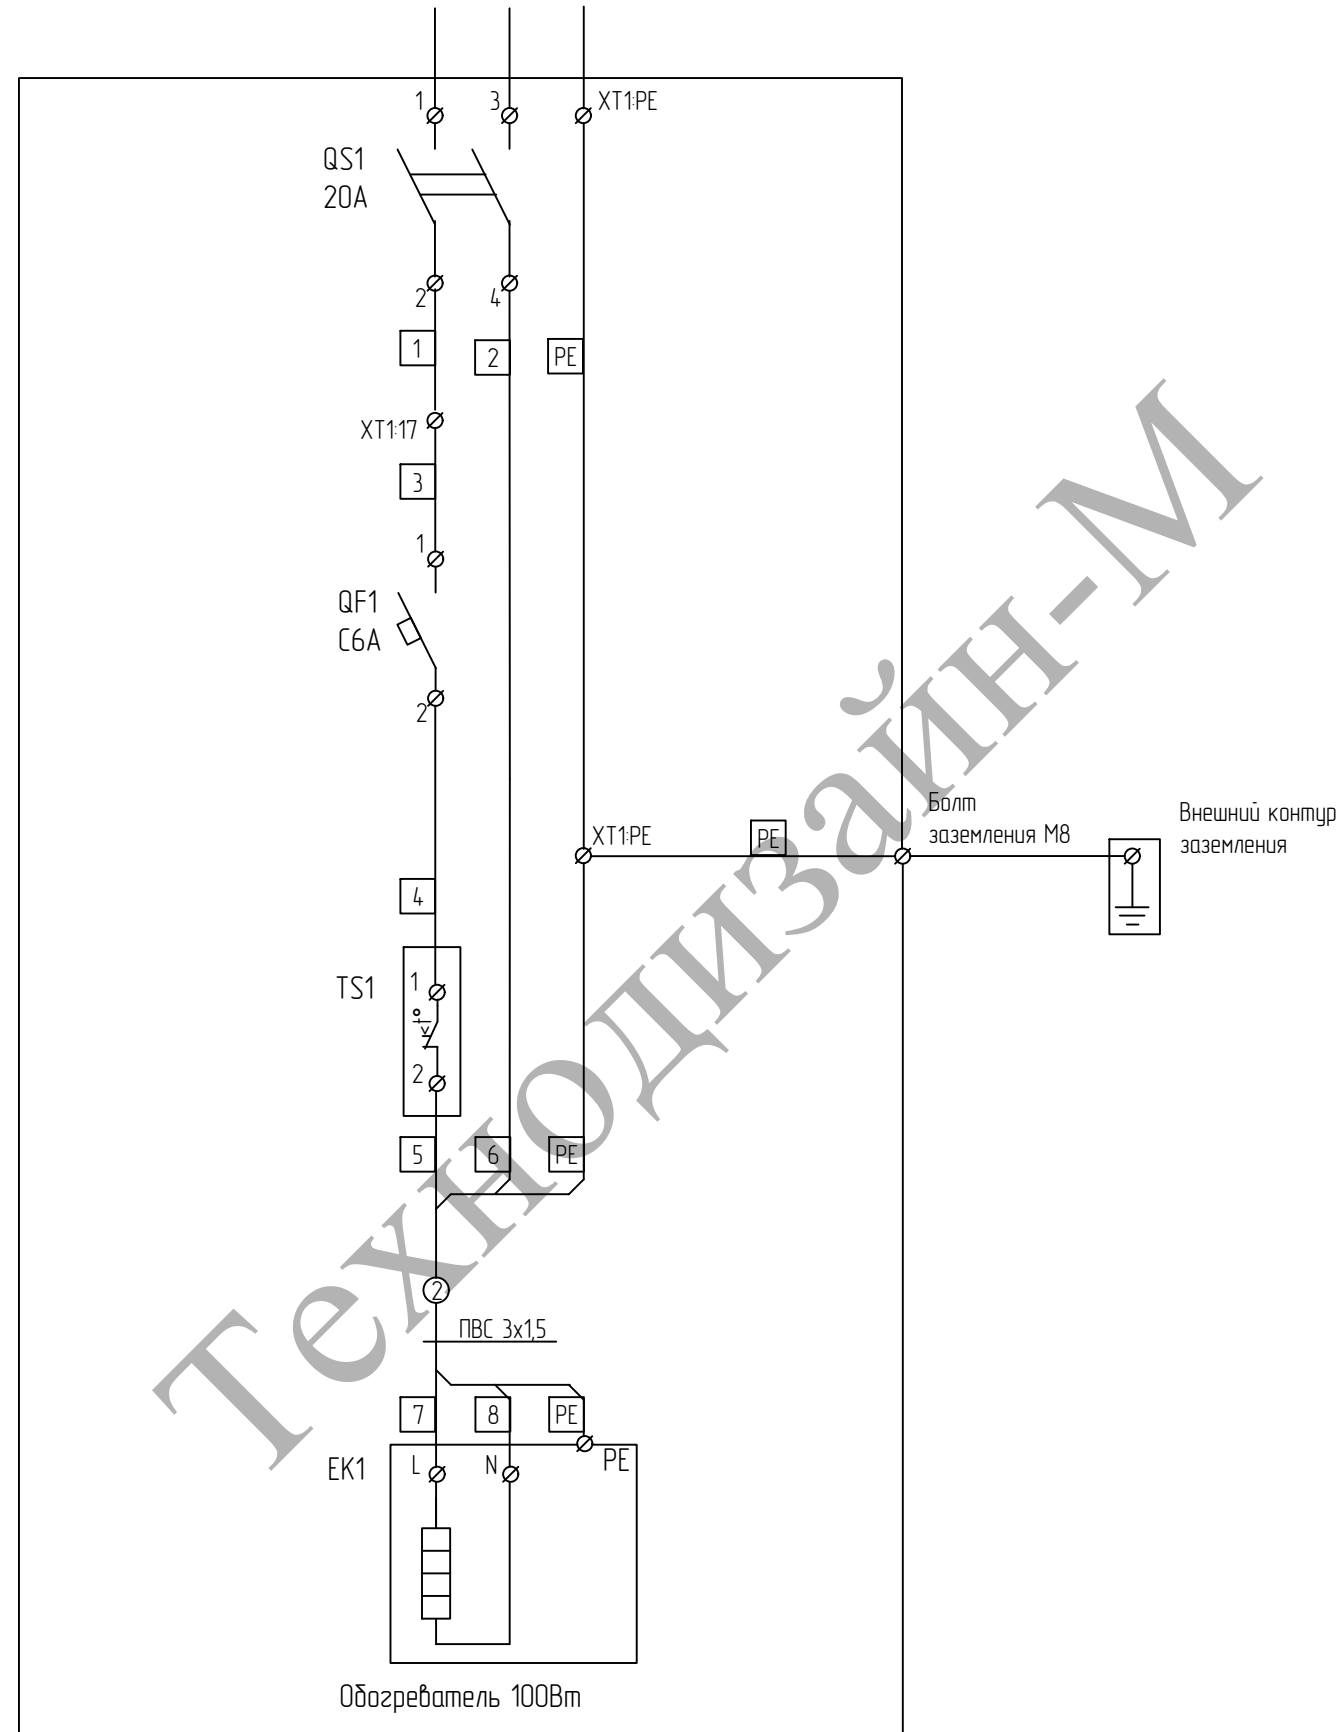 1
3
XT1:PE
QS1
20А
2
4
1
2
PE
XT1:17
3
1
QF1
C6А
2
Болт
заземления М8
Внешний контур
заземления
XT1:PE
PE
4
TS1
1
t°
2
5
6
PE
2
ПВС 3х1,5
7
8
PE
EK1
L
N
PE
Обогреватель 100Вт
Технодизайн-М